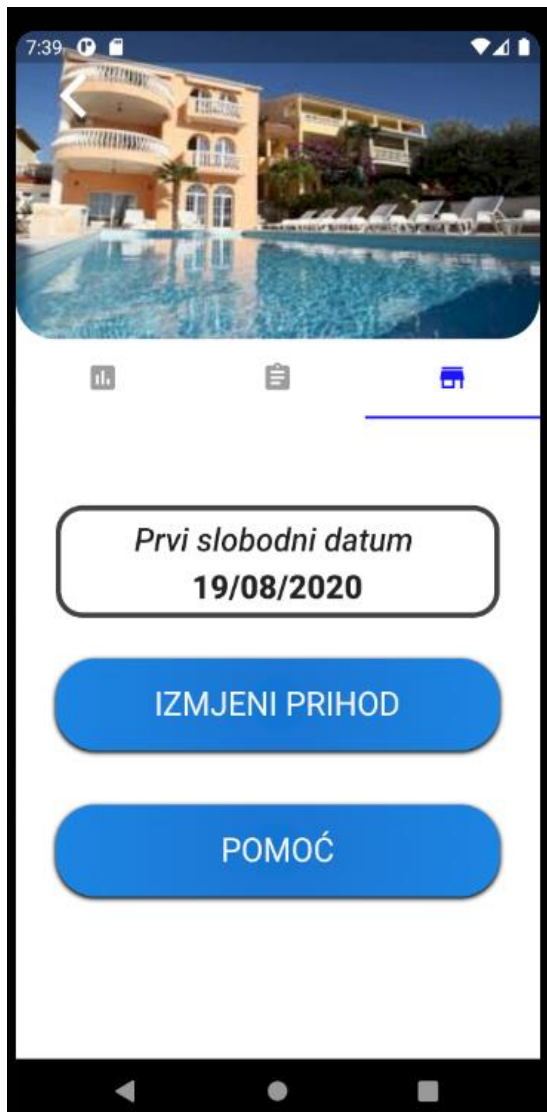 7:39
Prvi slobodni datum
19/08/2020
IZMJENI PRIHOD
POMOĆ